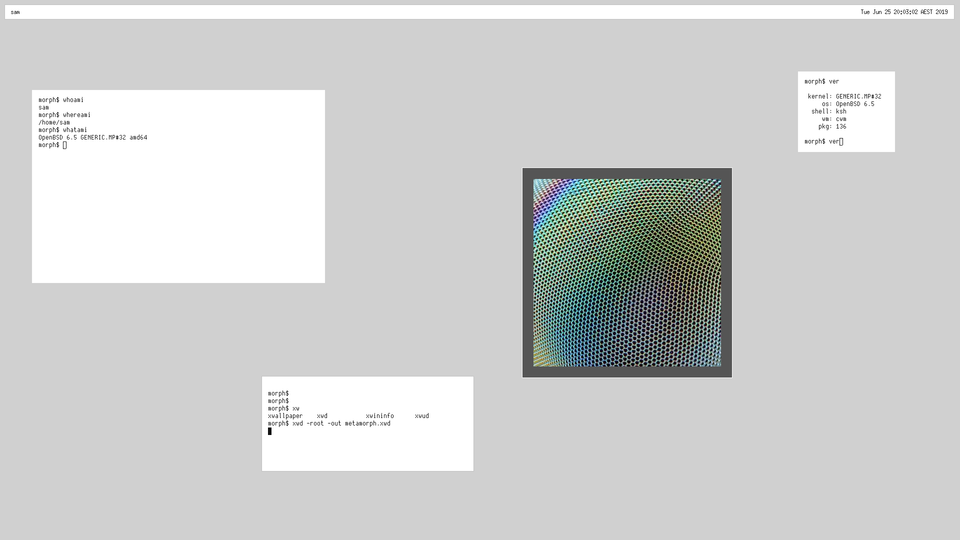 sam
Tue Jun 25 20:03:02 AEST 2019
morph$ whoami
sam
morph$ whereami
/home/sam
morph$ whatami
OpenBSD 6.5 GENERIC.MP#32 amd64
morph$
morph$ ver
kernel: GENERIC.MP#32
os: OpenBSD 6.5
shell: ksh
wm: cwm
pkg: 136
morph$ ver
morph$
morph$
morph$ xw
xwallpaper xwd xwininfo xwud
morph$ xwd -root -out metamorph.xwd